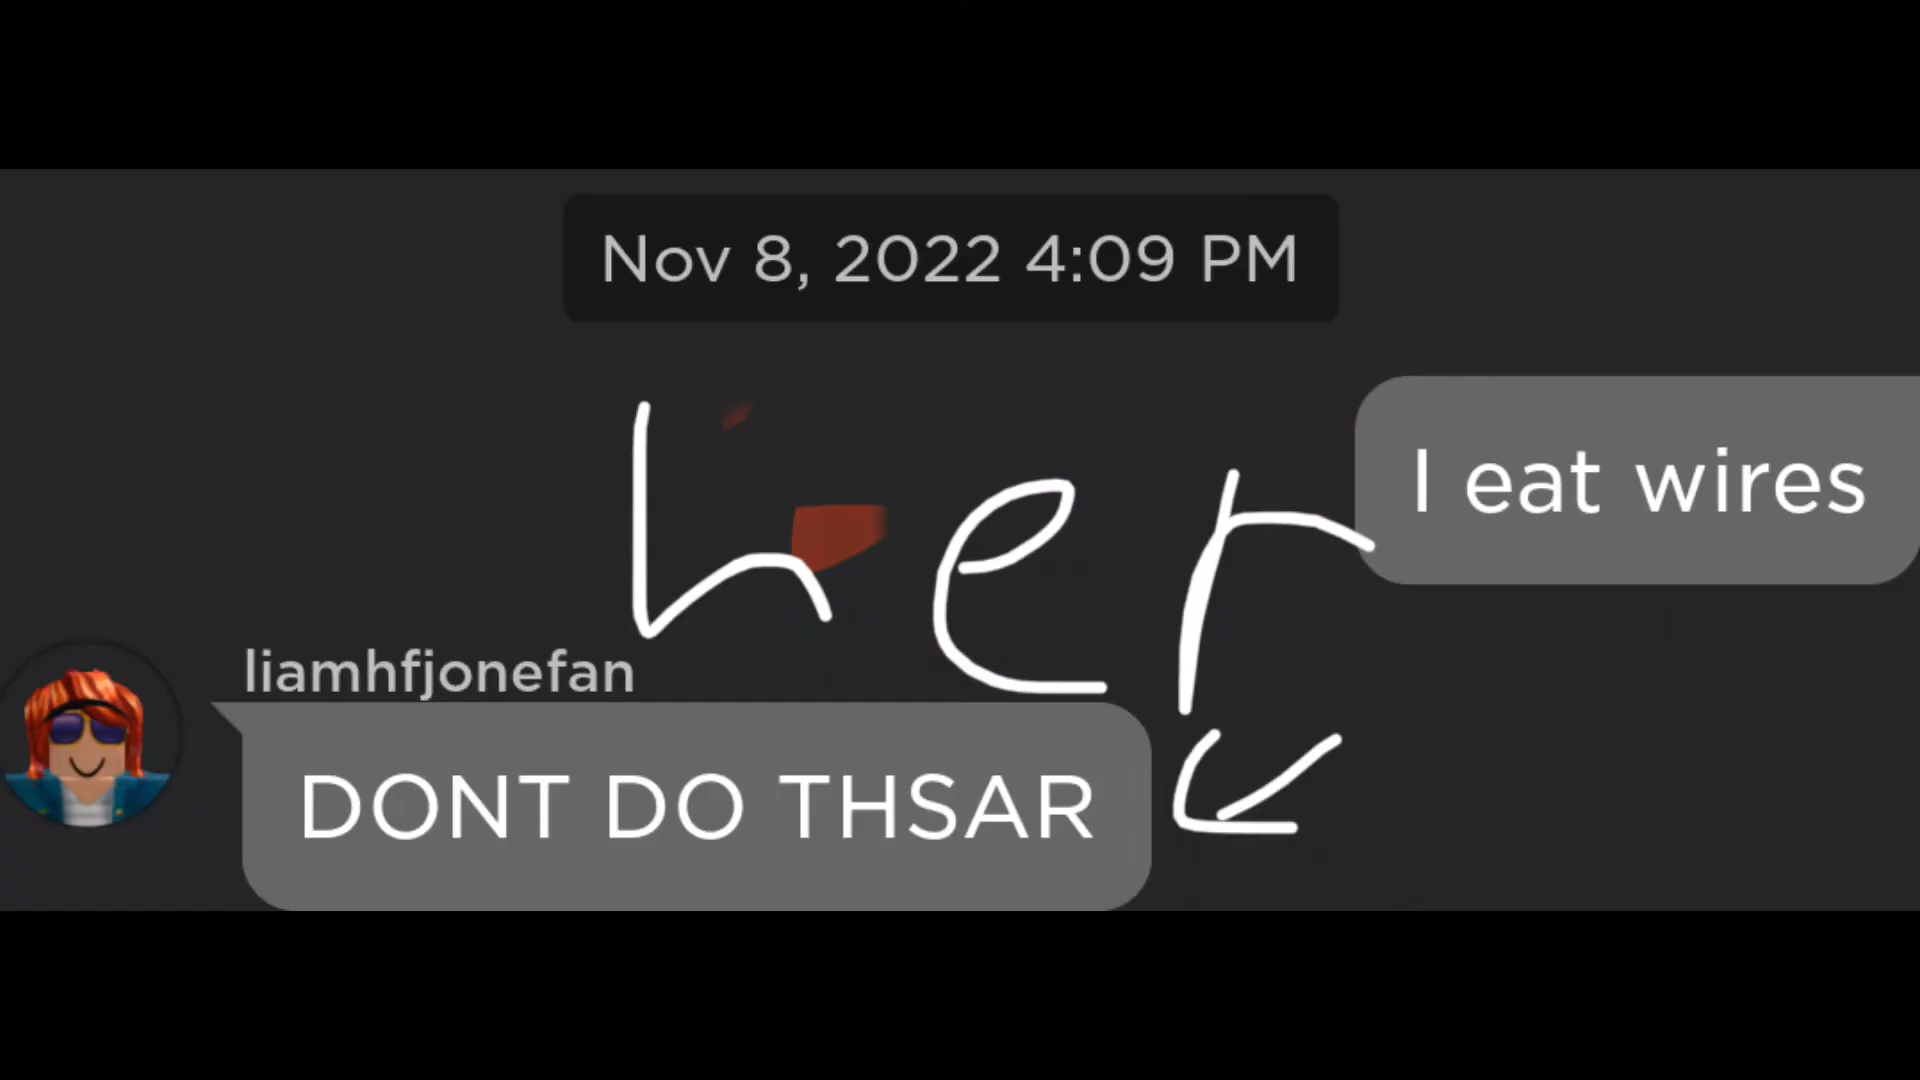 Nov 8, 2022 4:09 PM
I eat wires
her
liamhfjonefan
DONT DO THSAR